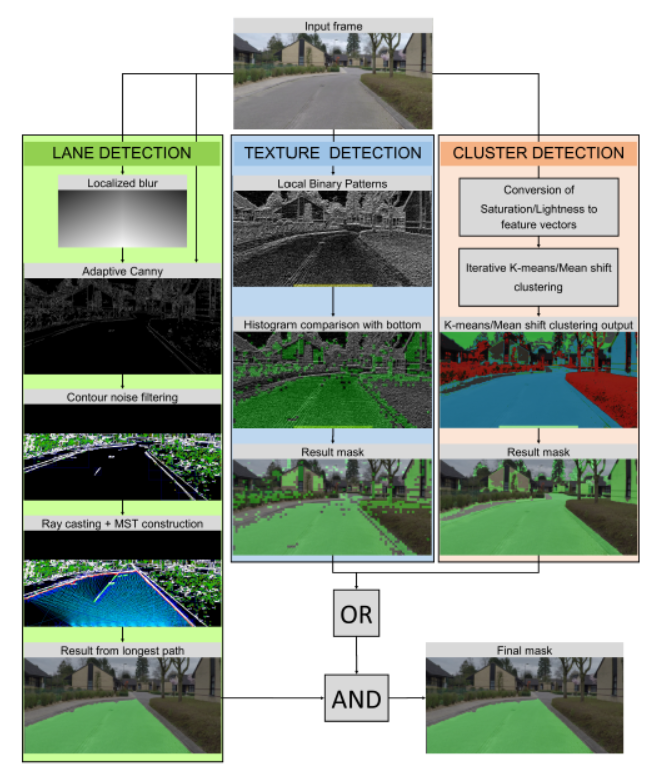 Input frame
LANE DETECTION
Localized blur
Adaptive Canny
Contour noise filtering
Ray casting + MST construction
Result from longest path
TEXTURE DETECTION
Local Binary Patterns
Histogram comparison with bottom
Result mask
CLUSTER DETECTION
Conversion of
Saturation/Lightness to
feature vectors
Iterative K-means/Mean shift
clustering
K-means/Mean shift clustering output
Result mask
OR
AND
Final mask